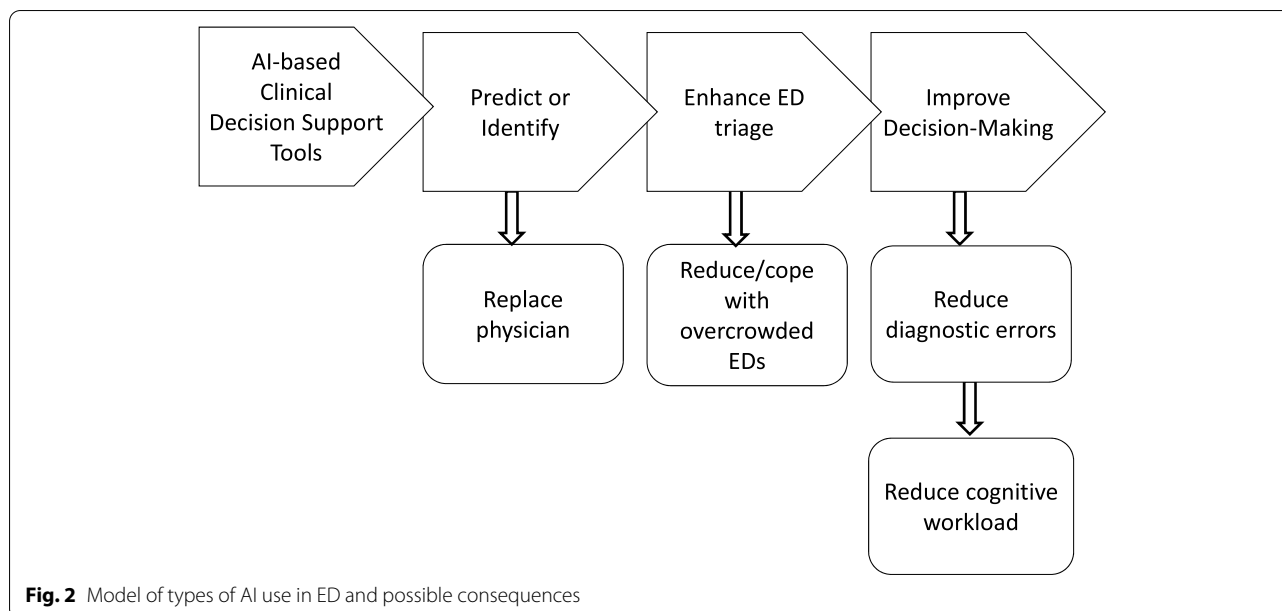 AI-based
Clinical
Decision Support
Tools
Predict or
Identify
Enhance ED
triage
Improve
Decision-Making
Replace
physician
Reduce/cope
with
overcrowded
EDs
Reduce
diagnostic errors
Reduce cognitive
workload
Fig. 2 Model of types of AI use in ED and possible consequences